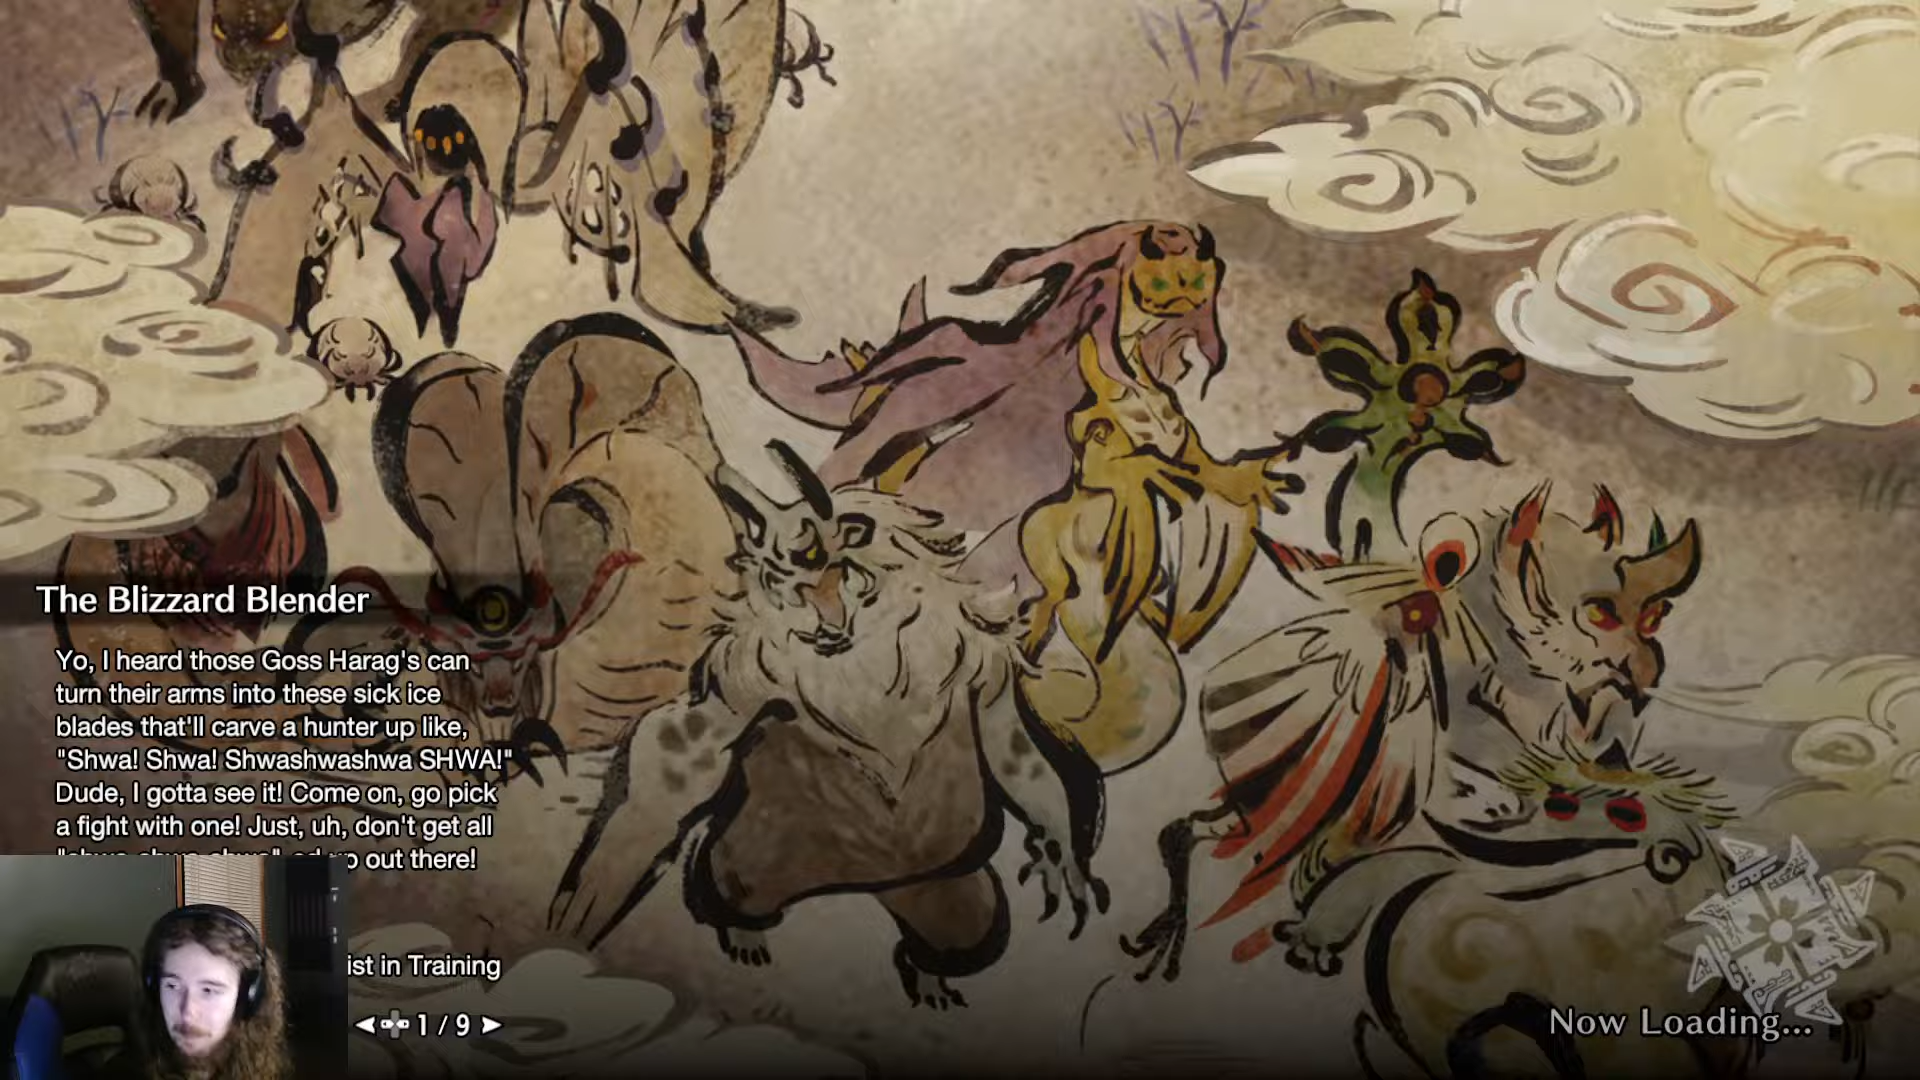 The Blizzard Blender
Yo, I heard those Goss Harag's can
turn their arms into these sick ice
blades that'll carve a hunter up like,
"Shwa! Shwa! Shwashwashwa SHWA!"
Dude, I gotta see it! Come on, go pick
a fight with one! Just, uh, don't get all
out there!
in Training
1 / 9
Now Loading...